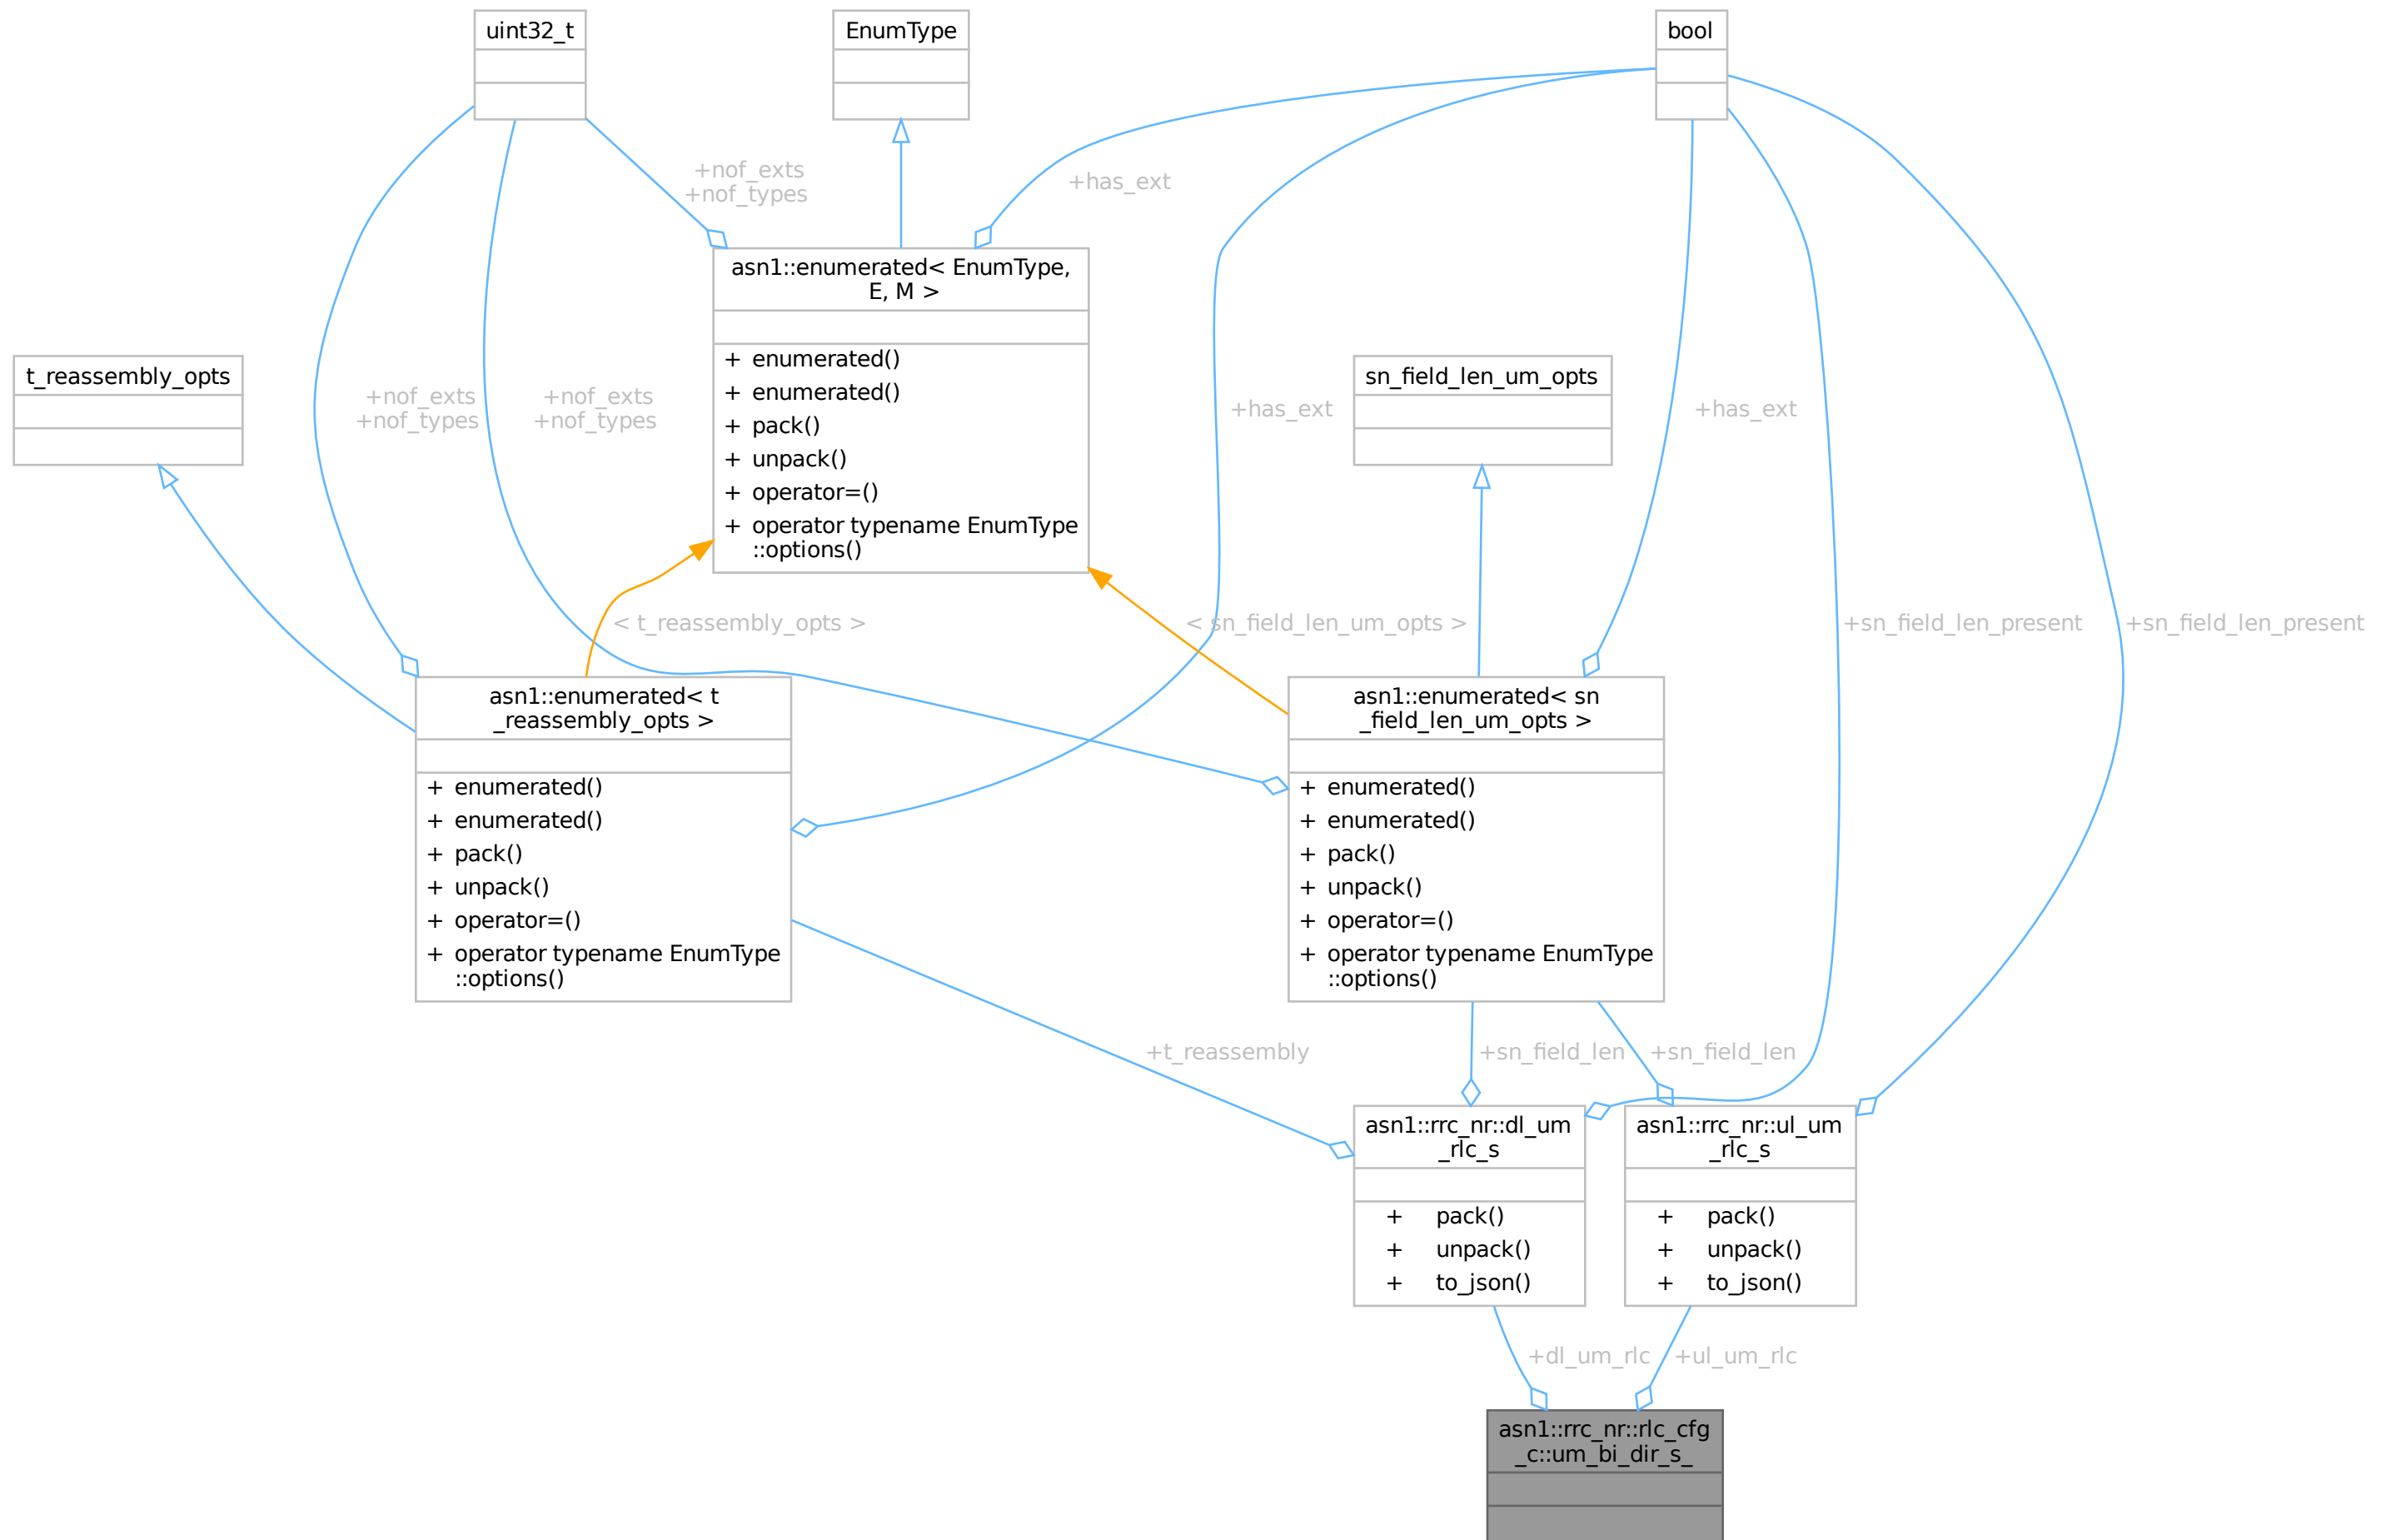 uint32_t
EnumType
bool
+nof_exts
+nof_types
+has_ext
asn1::enumerated< EnumType,
E, M >
+ enumerated()
+ enumerated()
+ pack()
+ unpack()
+ operator=()
+ operator typename EnumType
::options()
t_reassembly_opts
+nof_exts
+nof_types
+nof_exts
+nof_types
+has_ext
sn_field_len_um_opts
+has_ext
< t_reassembly_opts >
< sn_field_len_um_opts >
+sn_field_len_present
+sn_field_len_present
asn1::enumerated< t
_reassembly_opts >
+ enumerated()
+ enumerated()
+ pack()
+ unpack()
+ operator=()
+ operator typename EnumType
::options()
asn1::enumerated< sn
_field_len_um_opts >
+ enumerated()
+ enumerated()
+ pack()
+ unpack()
+ operator=()
+ operator typename EnumType
::options()
+t_reassembly
+sn_field_len
+sn_field_len
asn1::rrc_nr::dl_um
_rlc_s
+ pack()
+ unpack()
+ to_json()
asn1::rrc_nr::ul_um
_rlc_s
+ pack()
+ unpack()
+ to_json()
+dl_um_rlc
+ul_um_rlc
asn1::rrc_nr::rlc_cfg
_c::um_bi_dir_s_